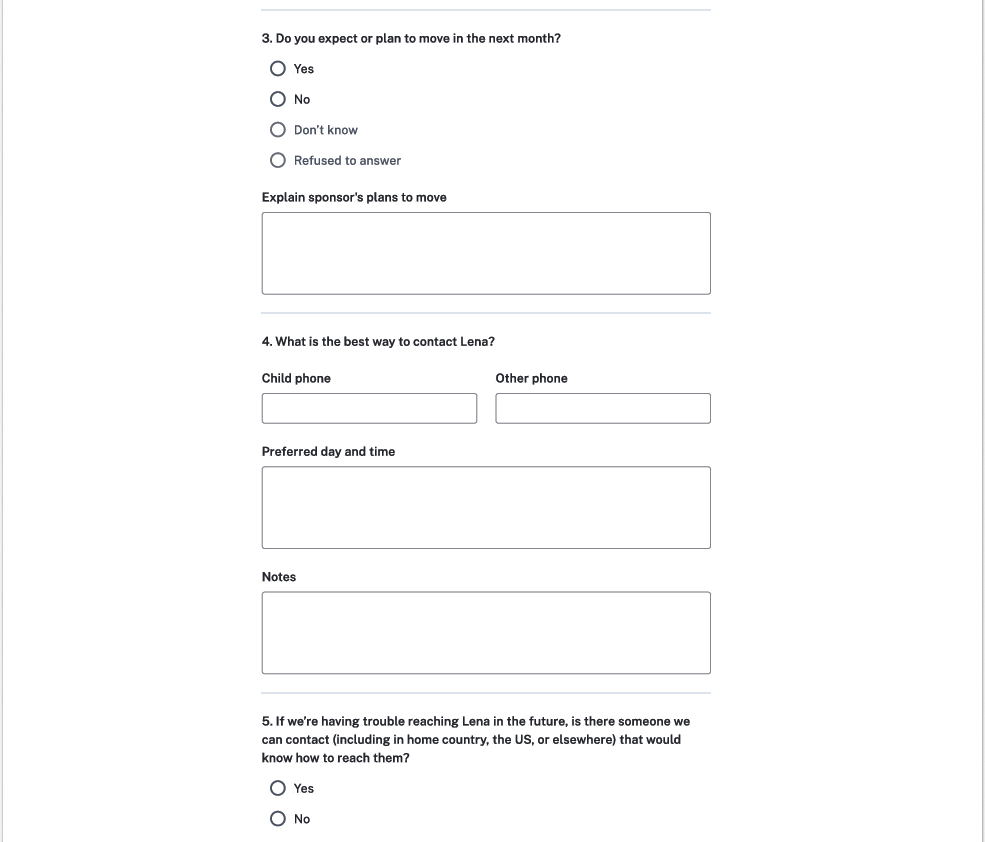 3. Do you expect or plan to move in the next month?
Yes
No
Don't know
Refused to answer
Explain sponsor's plans to move
4. What is the best way to contact Lena?
Child phone
Other phone
Preferred day and time
Notes
5. If we're having trouble reaching Lena in the future, is there someone we
can contact (including in home country, the US, or elsewhere) that would
know how to reach them?
Yes
No